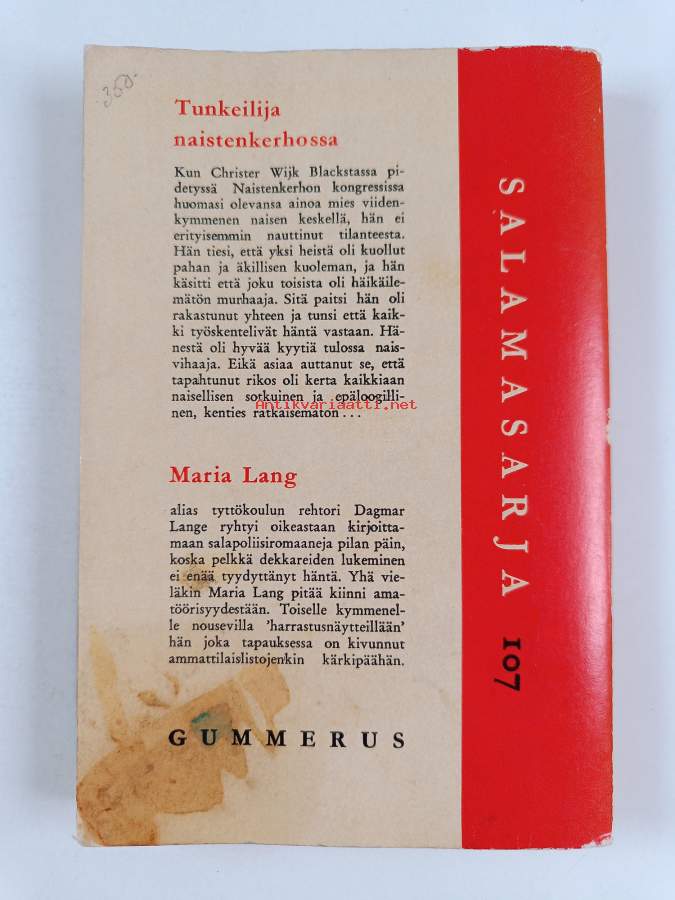 350.
Tunkeilija
naistenkerhossa
Kun Christer Wijk Blackstassa pi-
detyssä Naistenkerhon kongressissa
huomasi olevansa ainoa mies viiden-
kymmenen naisen keskellä, hän ei
erityisemmin nauttinut tilanteesta.
Hän tiesi, että yksi heistä oli kuollut
pahan ja äkillisen kuoleman, ja hän
käsitti että joku toisista oli häikäile-
mätön murhaaja. Sitä paitsi hän oli
rakastunut yhteen ja tunsi että kaik-
ki työskentelivät häntä vastaan. Hä-
nestä oli hyvää kyytiä tulossa nais-
vihaaja. Eikä asiaa auttanut se, että
tapahtunut rikos oli kerta kaikkiaan
naisellisen sotkuinen ja epäloogilli-
nen, kenties ratkaisematon...
Antikvariaatti.net
Maria Lang
alias tyttökoulun rehtori Dagmar
Lange ryhtyi oikeastaan kirjoitta-
maan salapoliisiromaaneja pilan päin,
koska pelkkä dekkareiden lukeminen
ei enää tyydyttänyt häntä. Yhä vie-
läkin Maria Lang pitää kiinni ama-
töörisyydestään. Toiselle kymmenel-
le nousevilla 'harrastusnäytteillään'
hän joka tapauksessa on kivunnut
ammattilaislistojenkin kärkipäähän.
GUMMERUS
SALAMASARJA 107